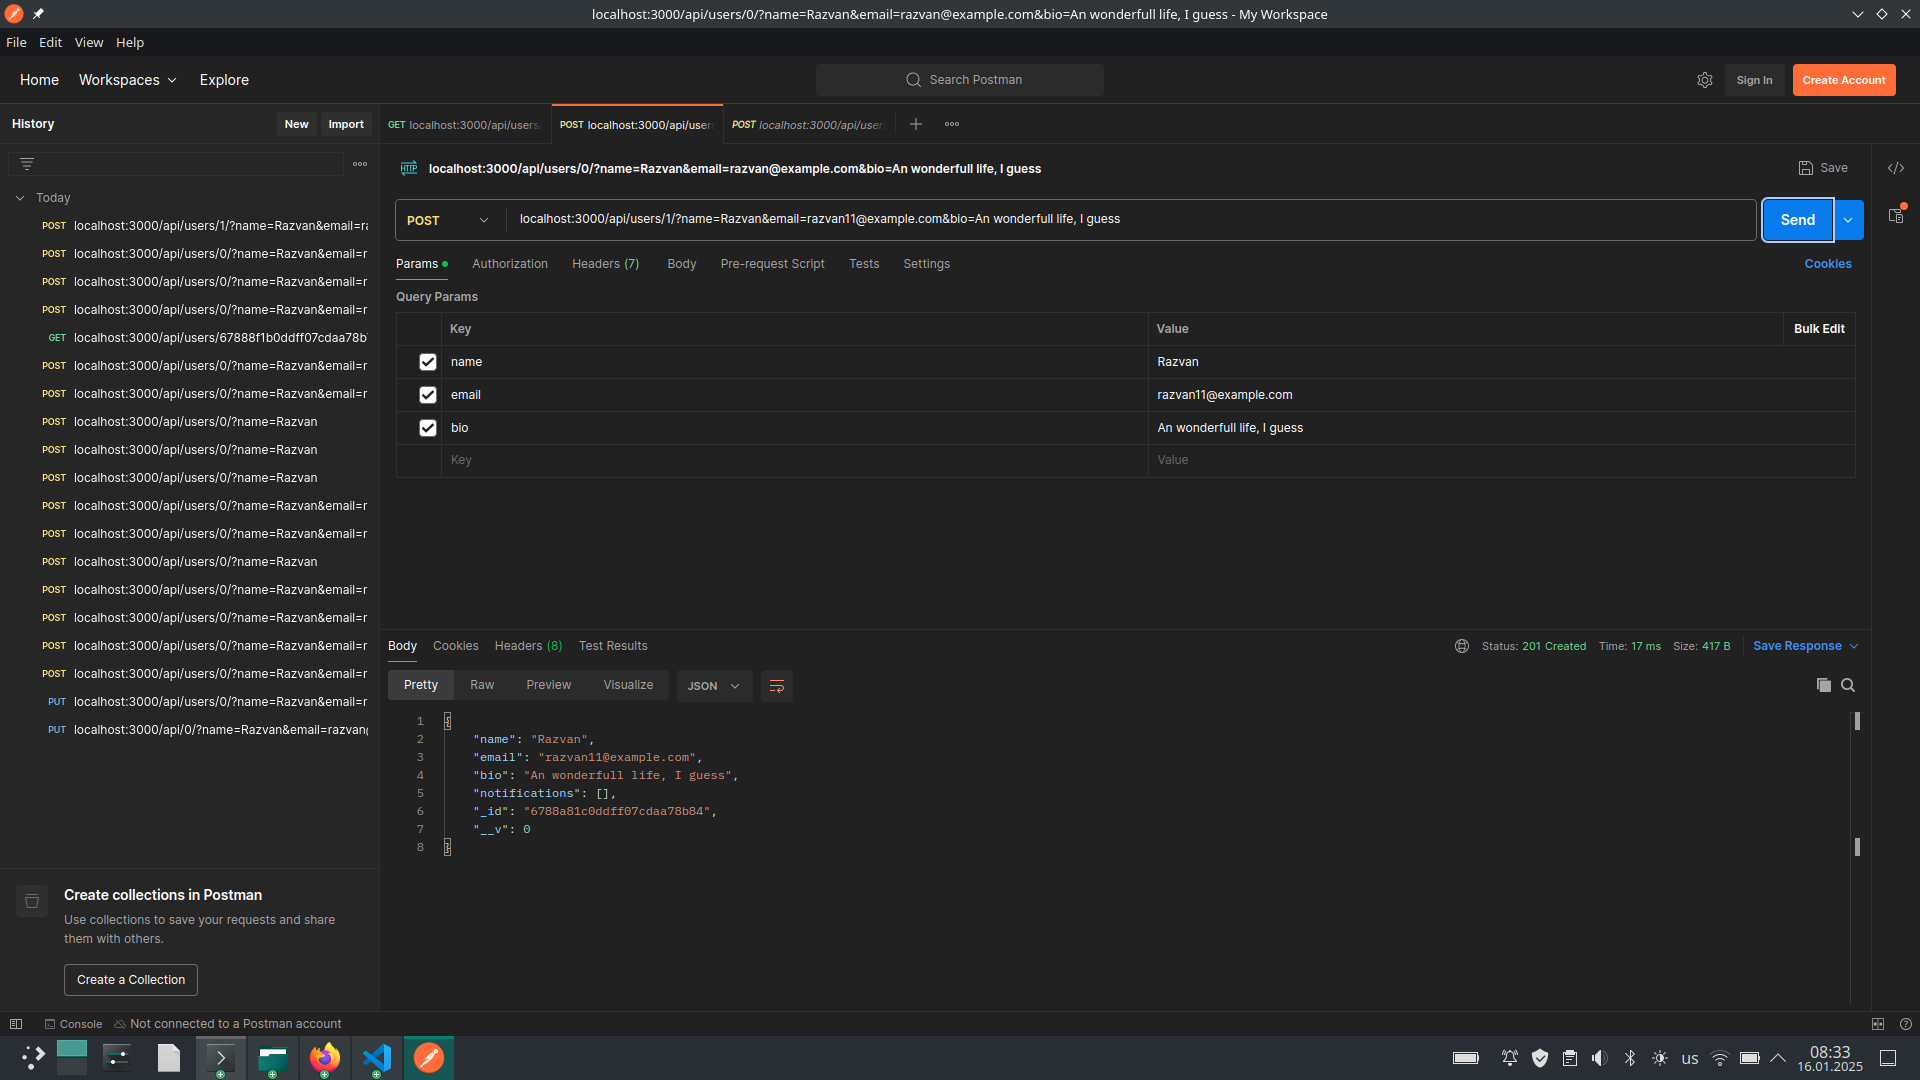 localhost:3000/api/users/0/?name=Razvan&email=razvan@example.com&bio=An wonderfull life, I guess - My Workspace
File Edit View Help
Home Workspaces Explore
Search Postman
Sign In
Create Account
History
New
Import
GET localhost:3000/api/users
POST localhost:3000/api/user
POST localhost:3000/api/user
localhost:3000/api/users/0/?name=Razvan&email=razvan@example.com&bio=An wonderfull life, I guess
Save
Today
POST localhost:3000/api/users/1/?name=Razvan&email=ra
POST localhost:3000/api/users/0/?name=Razvan&email=r
POST localhost:3000/api/users/0/?name=Razvan&email=r
POST localhost:3000/api/users/0/?name=Razvan&email=r
GET localhost:3000/api/users/67888f1b0ddff07cdaa78b
POST localhost:3000/api/users/0/?name=Razvan&email=r
POST localhost:3000/api/users/0/?name=Razvan&email=r
POST localhost:3000/api/users/0/?name=Razvan
POST localhost:3000/api/users/0/?name=Razvan
POST localhost:3000/api/users/0/?name=Razvan
POST localhost:3000/api/users/0/?name=Razvan&email=r
POST localhost:3000/api/users/0/?name=Razvan&email=r
POST localhost:3000/api/users/0/?name=Razvan
POST localhost:3000/api/users/0/?name=Razvan&email=r
POST localhost:3000/api/users/0/?name=Razvan&email=r
POST localhost:3000/api/users/0/?name=Razvan&email=r
POST localhost:3000/api/users/0/?name=Razvan&email=r
PUT localhost:3000/api/users/0/?name=Razvan&email=r
PUT localhost:3000/api/0/?name=Razvan&email=razvan@
Create collections in Postman
Use collections to save your requests and share
them with others.
Create a Collection
HTTP
POST localhost:3000/api/users/1/?name=Razvan&email=razvan11@example.com&bio=An wonderfull life, I guess
Send
Params Authorization Headers (7) Body Pre-request Script Tests Settings
Cookies
Query Params
Key Value Bulk Edit
name Razvan
email razvan11@example.com
bio An wonderfull life, I guess
Key Value
Body Cookies Headers (8) Test Results
Status: 201 Created Time: 17 ms Size: 417 B Save Response
Pretty Raw Preview Visualize JSON
1 {
2 "name": "Razvan",
3 "email": "razvan11@example.com",
4 "bio": "An wonderfull life, I guess",
5 "notifications": [],
6 "_id": "6788a81c0ddff07cdaa78b84",
7 "__v": 0
8 }
Console Not connected to a Postman account
us
08:33
16.01.2025